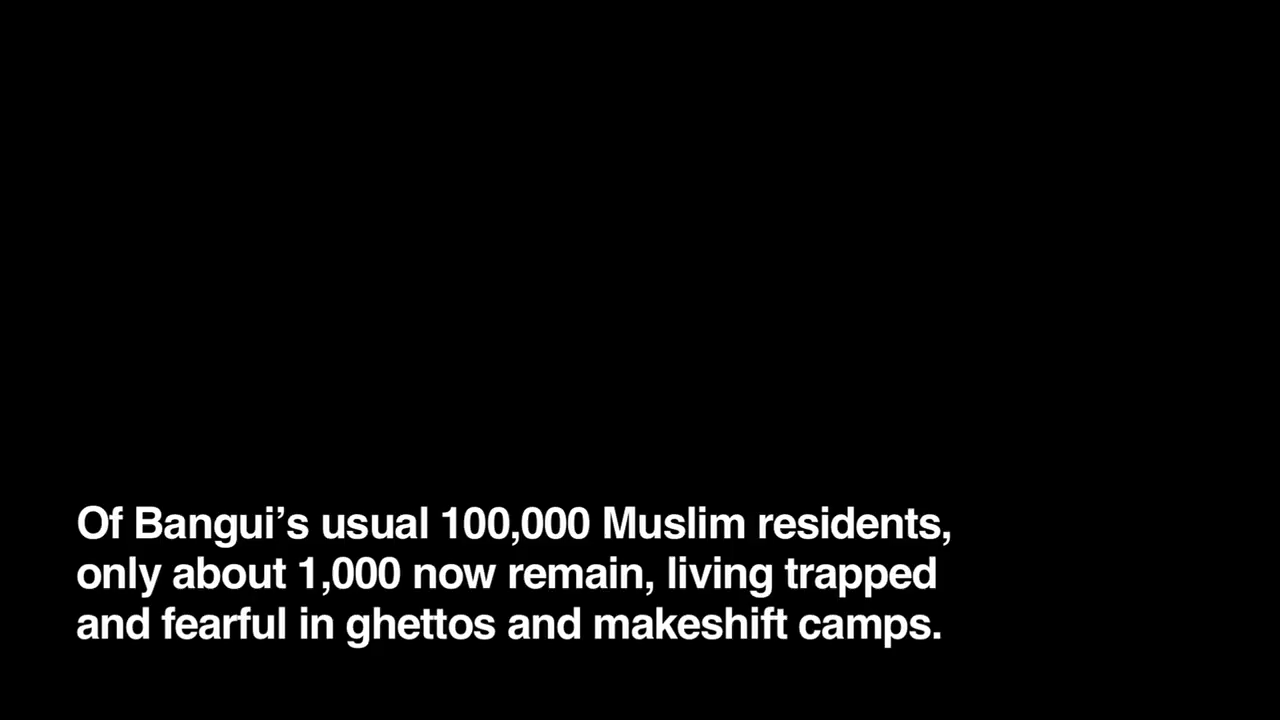 Of Bangui’s usual 100,000 Muslim residents,
only about 1,000 now remain, living trapped
and fearful in ghettos and makeshift camps.